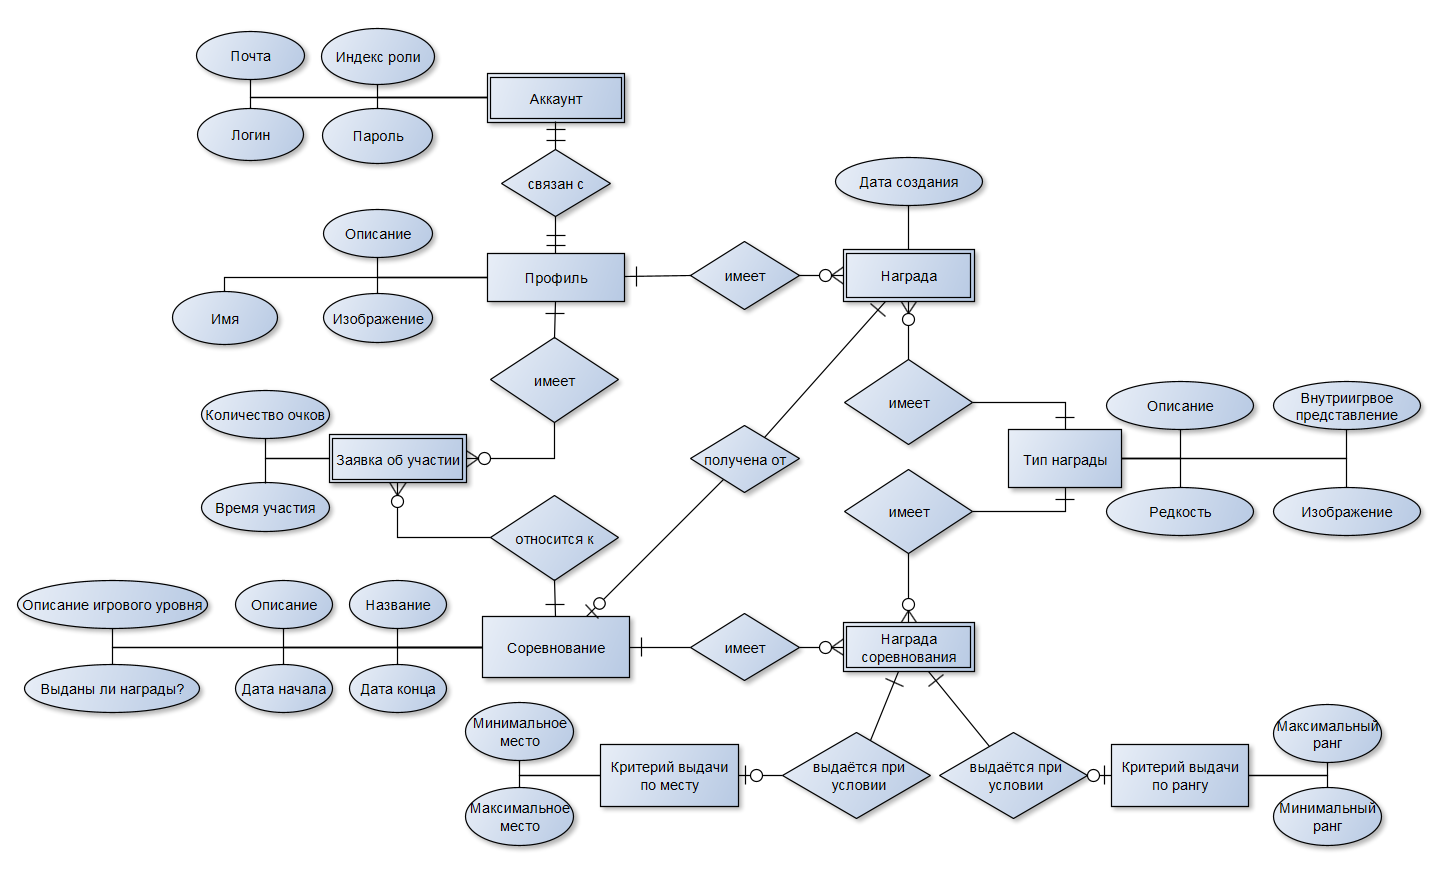 Почта
Индекс роли
Аккаунт
Логин
Пароль
связан с
Дата создания
Описание
Профиль
имеет
Награда
Имя
Изображение
имеет
имеет
Количество очков
Описание
Внутриигрвое
представление
Заявка об участии
получена от
Тип награды
Время участия
относится к
имеет
Редкость
Изображение
Описание игрового уровня
Описание
Название
Соревнование
имеет
Награда
соревнования
Выданы ли награды?
Дата начала
Дата конца
Минимальное
место
Максимальный
ранг
Критерий выдачи
по месту
выдаётся при
условии
выдаётся при
условии
Критерий выдачи
по рангу
Максимальное
место
Минимальный
ранг